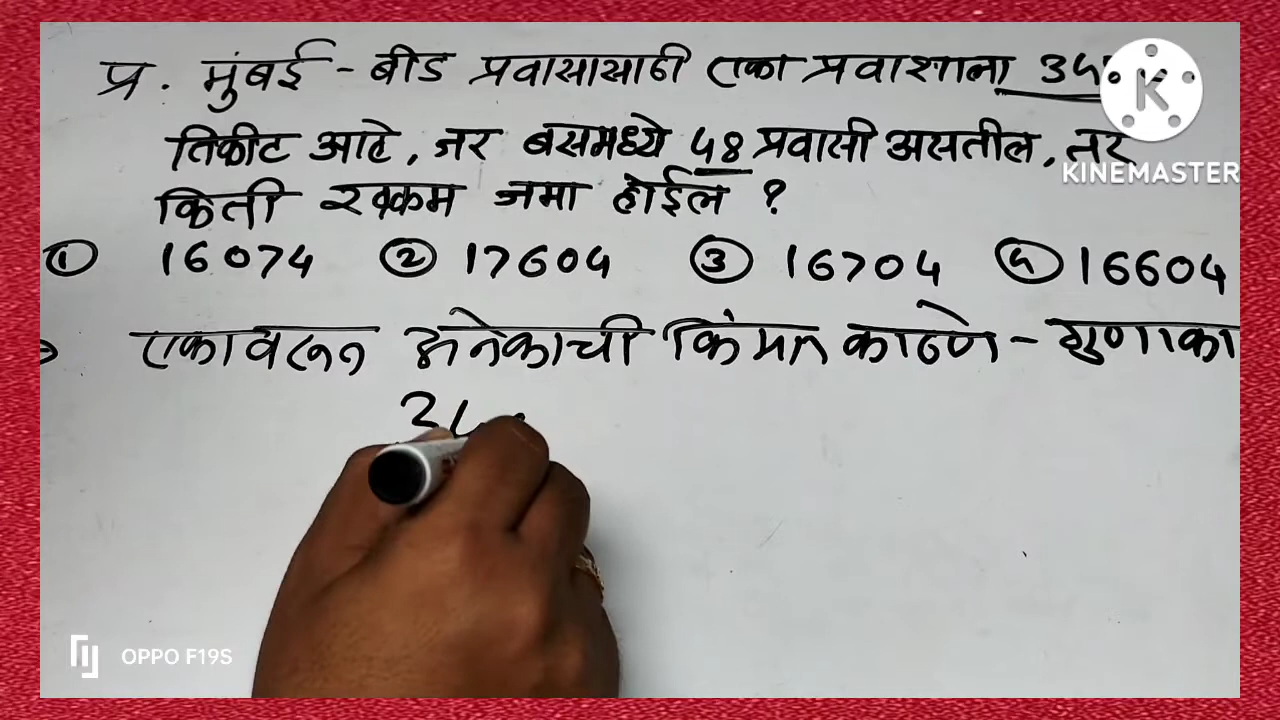 प्र. मुंबई - बीड प्रवासासाठी एका प्रवाशाला
तिकीट आहे, जर बसमध्ये 48 प्रवासी असतील, तर
किती रक्कम जमा होईल ?
① 16074 ② 17604 ③ 16704 ④ 16604
एकावरून अनेकाची किंमत काढणे - गुणाका
KINEMASTER
OPPO F19S